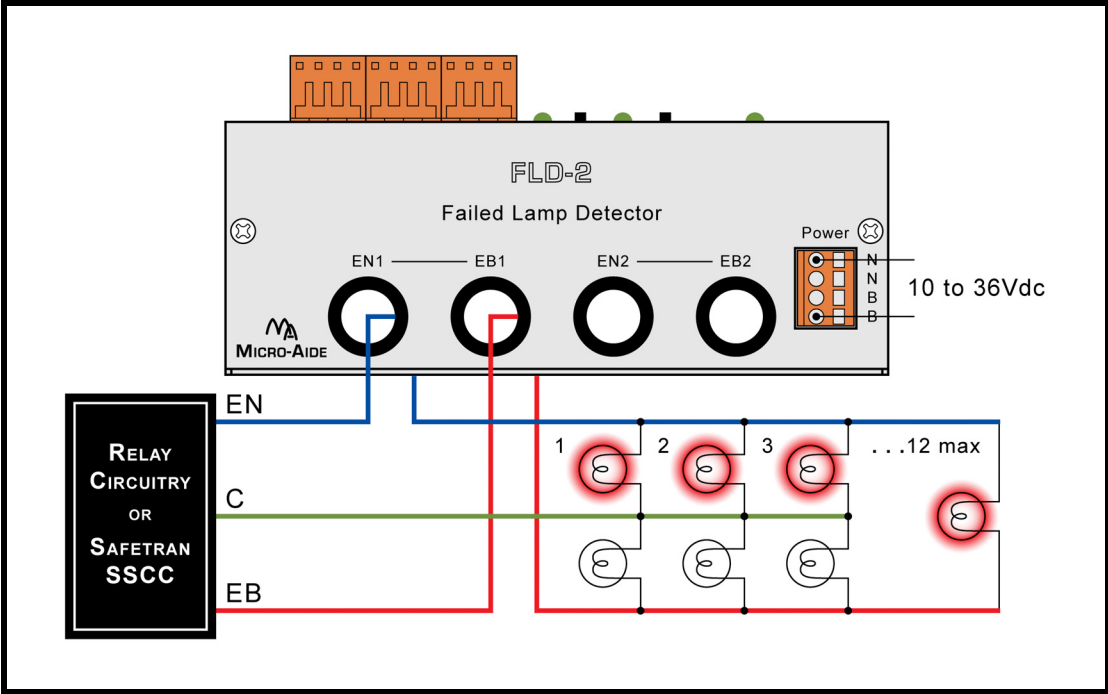 FLD-2
Failed Lamp Detector
Power
EN1 EB1 EN2 EB2
N
N
B
B
10 to 36Vdc
MICRO-AIDE
EN
C
EB
RELAY
CIRCUITRY
OR
SAFETRAN
SSCC
1 2 3 ...12 max